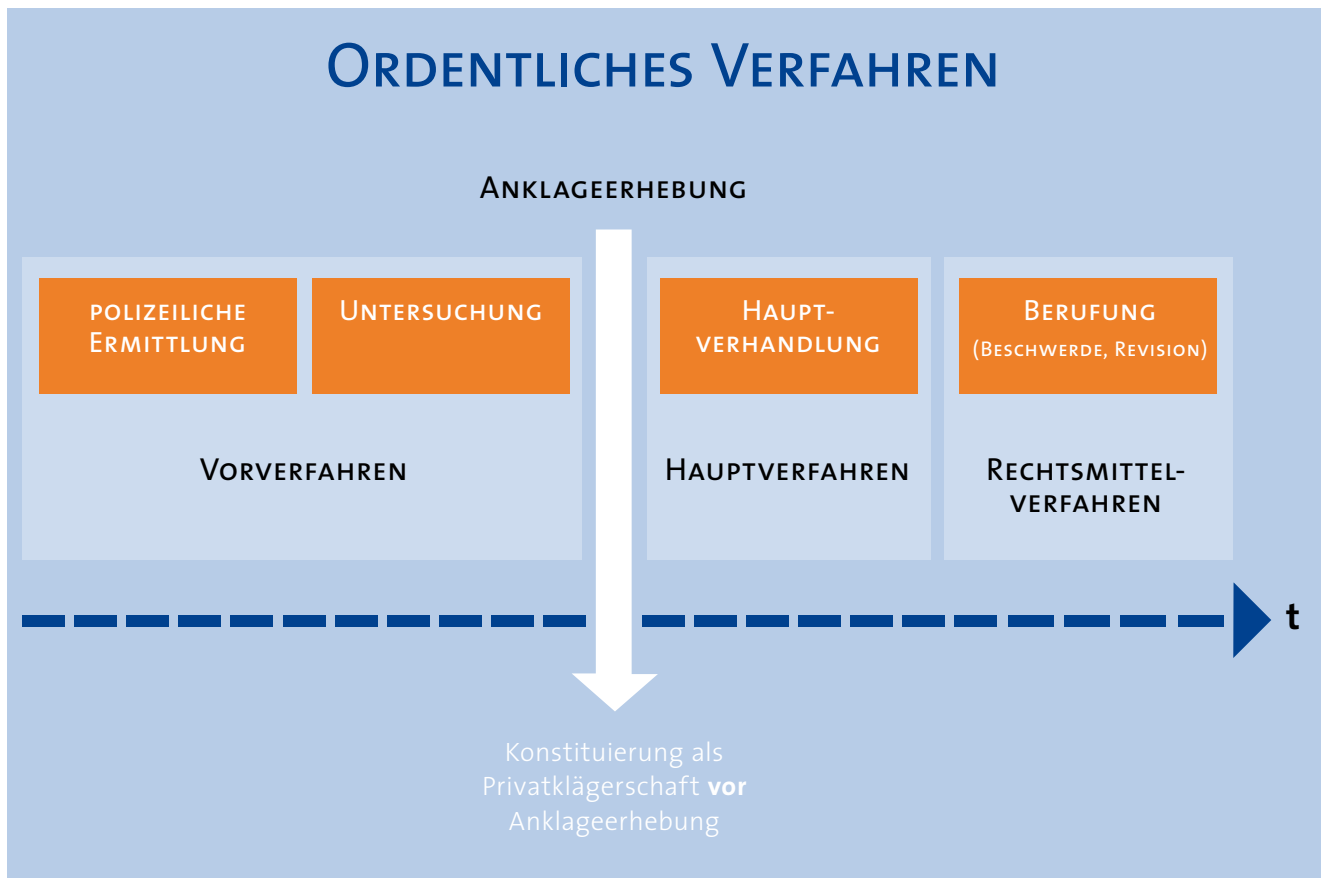 Ordentliches Verfahren
Anklageerhebung
polizeiliche
Ermittlung
Untersuchung
Haupt-
verhandlung
Berufung
(Beschwerde, Revision)
Vorverfahren
Hauptverfahren
Rechtsmittel-
verfahren
t
Konstituierung als
Privatklägerschaft vor
Anklageerhebung